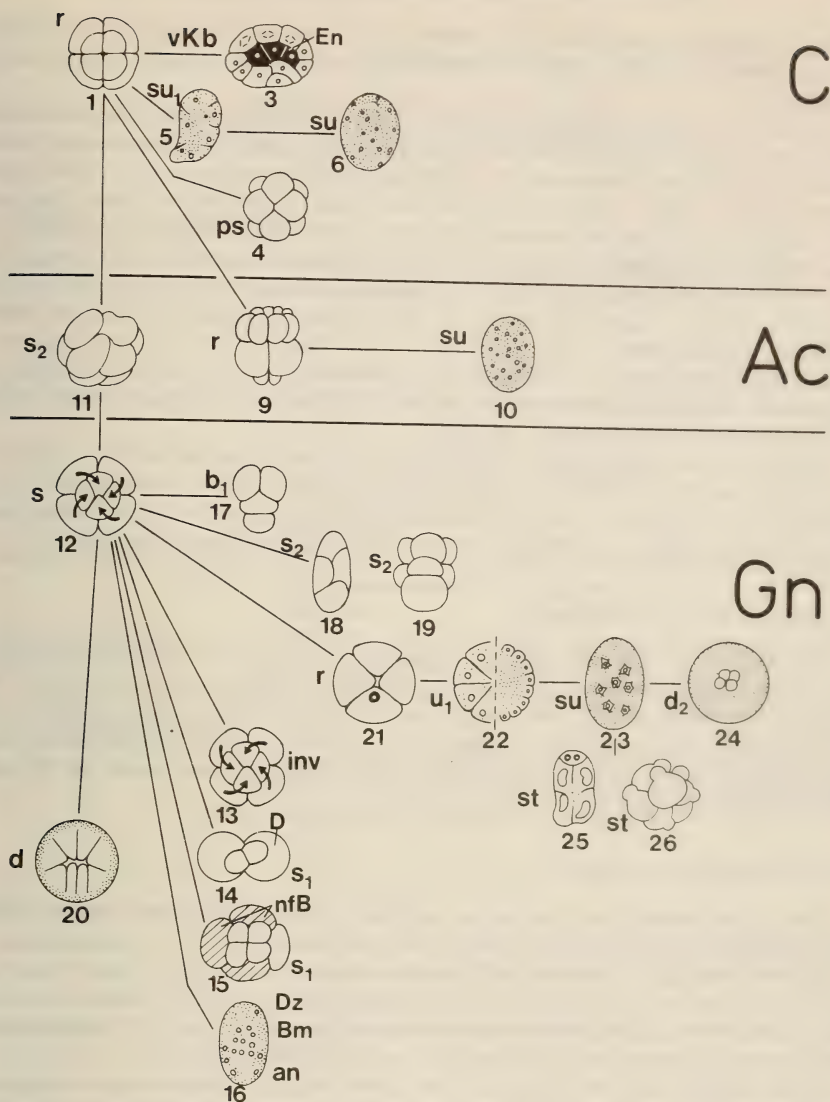 r
vKb
En
C
1
3
su1
5
su
6
ps
4
s2
11
r
9
su
10
Ac
s
12
b1
17
s2
18
s2
19
Gn
r
21
u1
22
su
23
d2
24
inv
13
st
25
st
26
d
20
D
14
s1
nfB
15
s1
Dz
Bm
an
16